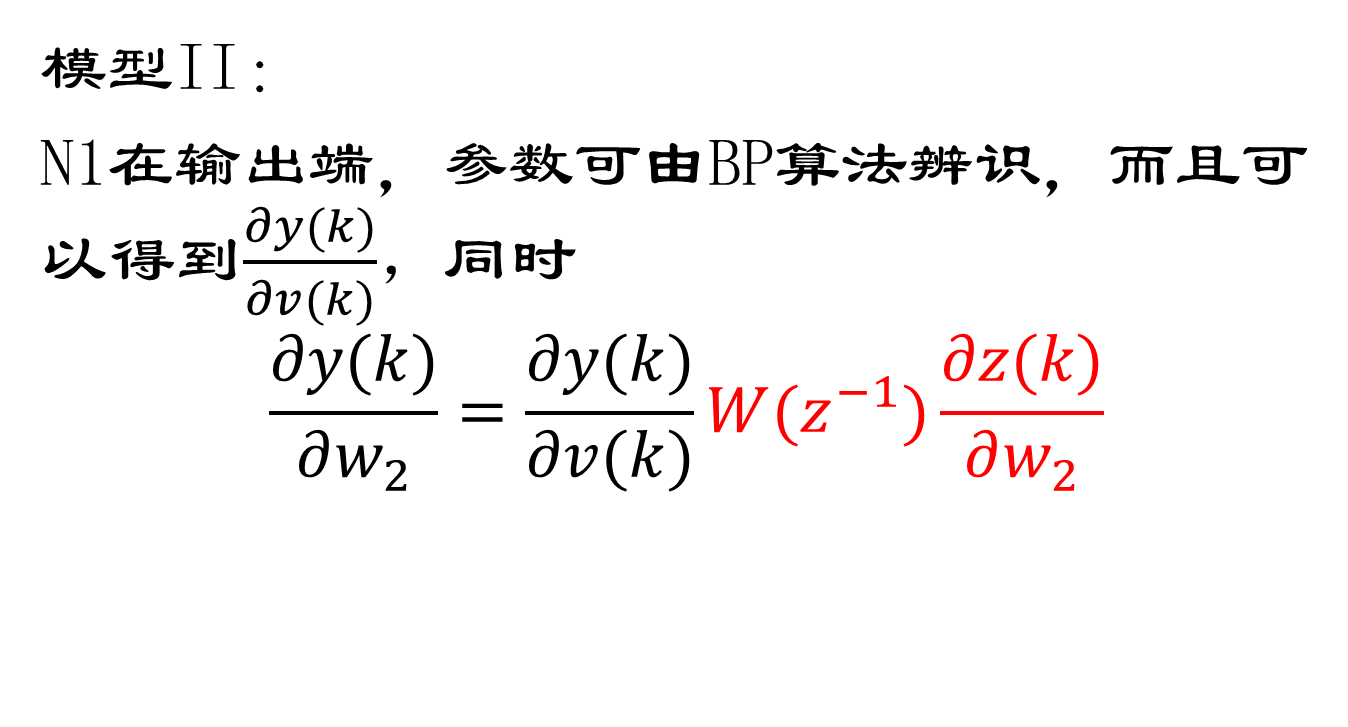 模型II：
N1在输出端，参数可由BP算法辨识，而且可
以得到∂y(k)/∂v(k)，同时
∂y(k)/∂w₂ = ∂y(k)/∂v(k) W(z⁻¹) ∂z(k)/∂w₂